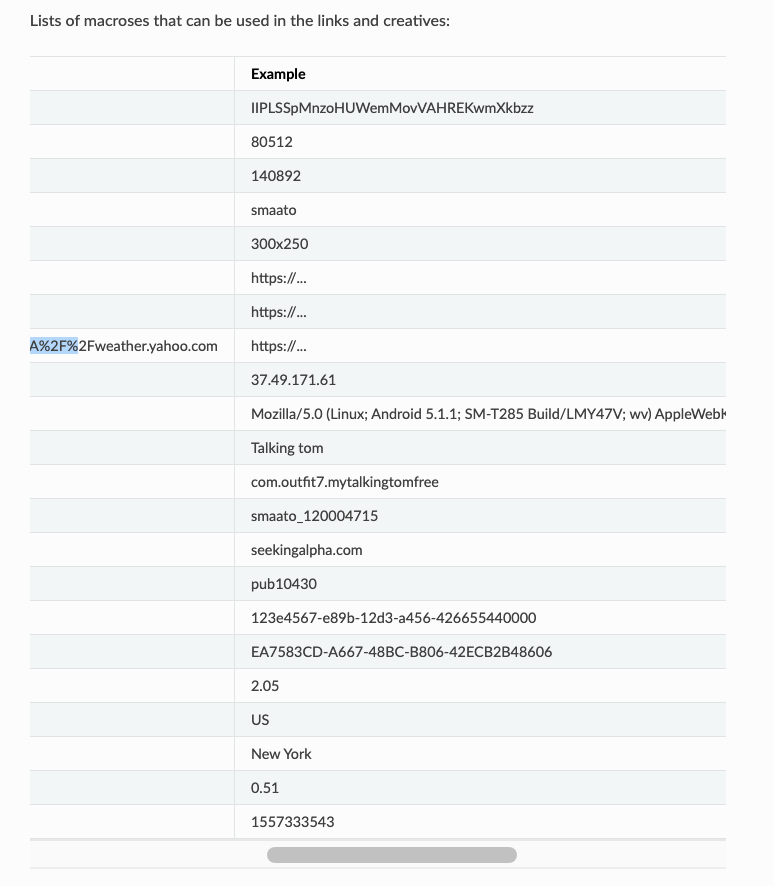 Lists of macroses that can be used in the links and creatives:
Example
IIPLSSpMnzoHUWemMovVAHREKwmXkbzz
80512
140892
smaato
300x250
https://...
https://...
A%2F%2Fweather.yahoo.com https://...
37.49.171.61
Mozilla/5.0 (Linux; Android 5.1.1; SM-T285 Build/LMY47V; wv) AppleWebK
Talking tom
com.outfit7.mytalkingtomfree
smaato_120004715
seekingalpha.com
pub10430
123e4567-e89b-12d3-a456-426655440000
EA7583CD-A667-48BC-B806-42ECB2B48606
2.05
US
New York
0.51
1557333543